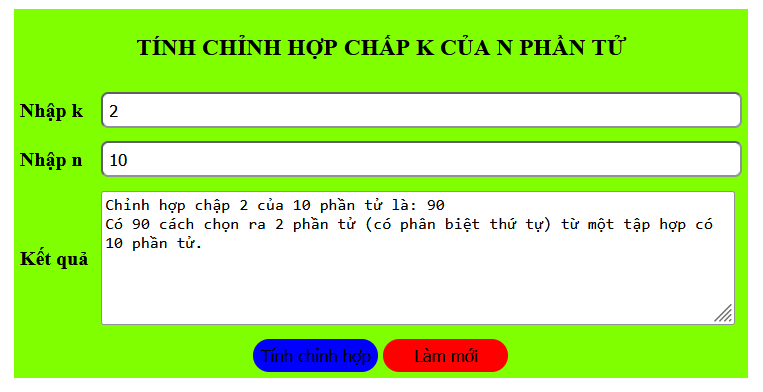 TÍNH CHỈNH HỢP CHẤP K CỦA N PHẦN TỬ
Nhập k 2
Nhập n 10
Kết quả
Chỉnh hợp chập 2 của 10 phần tử là: 90
Có 90 cách chọn ra 2 phần tử (có phân biệt thứ tự) từ một tập hợp có
10 phần tử.
Tính chỉnh hợp Làm mới